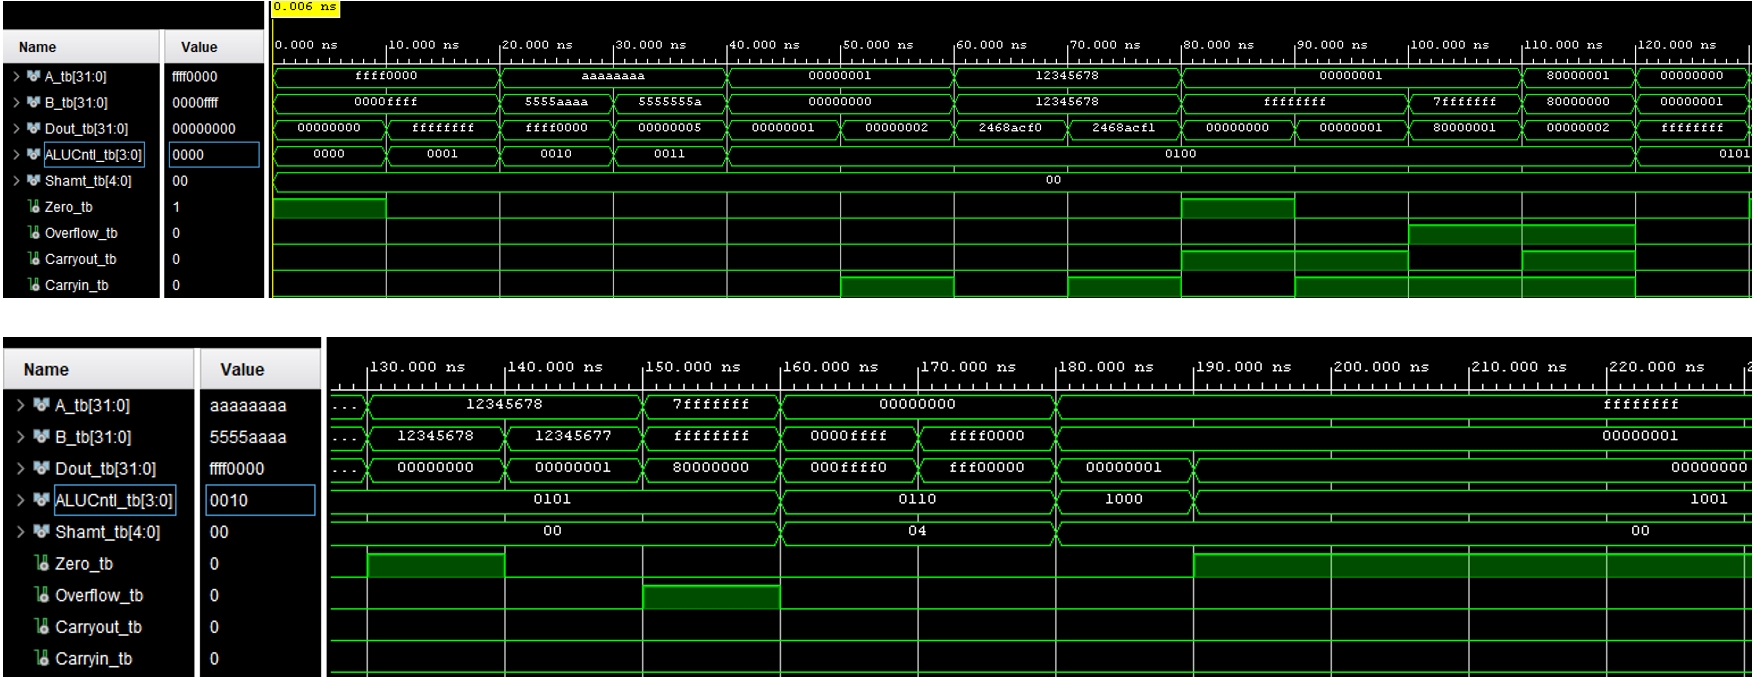 0.006 ns
Name Value 0.000 ns 10.000 ns 20.000 ns 30.000 ns 40.000 ns 50.000 ns 60.000 ns 70.000 ns 80.000 ns 90.000 ns 100.000 ns 110.000 ns 120.000 ns
A_tb[31:0] ffff0000 ffff0000 aaaaaaaa 00000001 12345678 00000001 80000001 00000000
B_tb[31:0] 0000ffff 0000ffff 5555aaaa 5555555a 00000000 12345678 ffffffff 7fffffff 80000000 00000001
Dout_tb[31:0] 00000000 00000000 ffffffff ffff0000 00000005 00000001 00000002 2468acf0 2468acf1 00000000 00000001 80000001 00000002 ffffffff
ALUCntl_tb[3:0] 0000 0000 0001 0010 0011 0100 0101
Shamt_tb[4:0] 00 00
Zero_tb 1
Overflow_tb 0
Carryout_tb 0
Carryin_tb 0
Name Value 130.000 ns 140.000 ns 150.000 ns 160.000 ns 170.000 ns 180.000 ns 190.000 ns 200.000 ns 210.000 ns 220.000 ns
A_tb[31:0] aaaaaaaa ... 12345678 7fffffff 00000000 ffffffff
B_tb[31:0] 5555aaaa ... 12345678 12345677 ffffffff 0000ffff ffff0000 00000001
Dout_tb[31:0] ffff0000 ... 00000000 00000001 80000000 000ffff0 fff00000 00000001 00000000
ALUCntl_tb[3:0] 0010 0101 0110 1000 1001
Shamt_tb[4:0] 00 00 04 00
Zero_tb 0
Overflow_tb 0
Carryout_tb 0
Carryin_tb 0